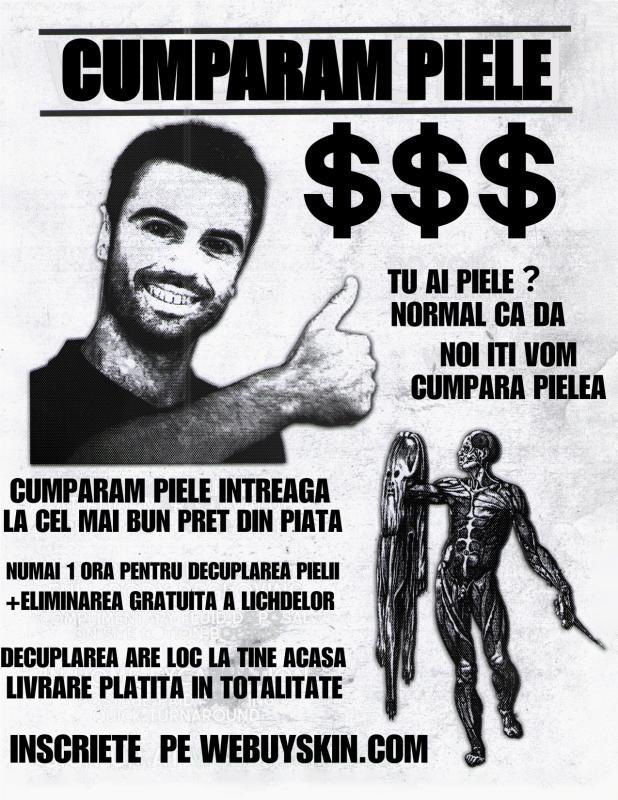 CUMPARAM PIELE
$$$
TU AI PIELE ?
NORMAL CA DA
NOI ITI VOM
CUMPARA PIELEA
CUMPARAM PIELE INTREAGA
LA CEL MAI BUN PRET DIN PIATA
NUMAI 1 ORA PENTRU DECUPLAREA PIELII
+ELIMINAREA GRATUITA A LICHDELOR
DECUPLAREA ARE LOC LA TINE ACASA
LIVRARE PLATITA IN TOTALITATE
QUICK TURNAROUND
INSCRIETE PE WEBUYSKIN.COM